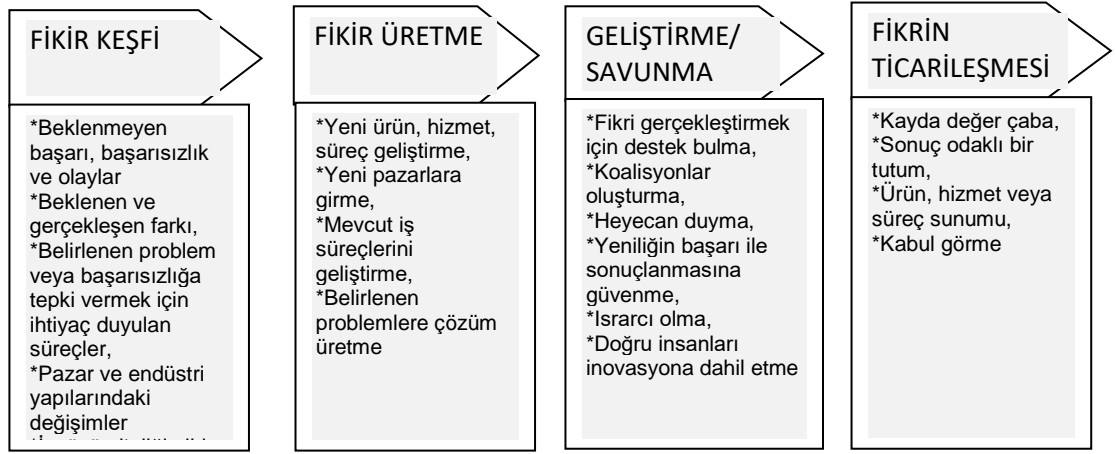 FİKİR KEŞFİ
*Beklenmeyen
başarı, başarısızlık
ve olaylar
*Beklenen ve
gerçekleşen farkı,
*Belirlenen problem
veya başarısızlığa
tepki vermek için
ihtiyaç duyulan
süreçler,
*Pazar ve endüstri
yapılarındaki
değişimler
FİKİR ÜRETME
*Yeni ürün, hizmet,
süreç geliştirme,
*Yeni pazarlara
girme,
*Mevcut iş
süreçlerini
geliştirme,
*Belirlenen
problemlere çözüm
üretme
GELİŞTİRME/
SAVUNMA
*Fikri gerçekleştirmek
için destek bulma,
*Koalisyonlar
oluşturma,
*Heyecan duyma,
*Yeniliğin başarı ile
sonuçlanmasına
güvenme,
*Israrcı olma,
*Doğru insanları
inovasyona dahil etme
FİKRİN
TİCARİLEŞMESİ
*Kayda değer çaba,
*Sonuç odaklı bir
tutum,
*Ürün, hizmet veya
süreç sunumu,
*Kabul görme